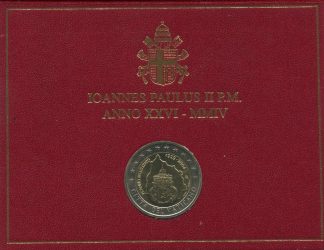 IOANNES PAULUS II P.M.
ANNO XXVI - MMIV